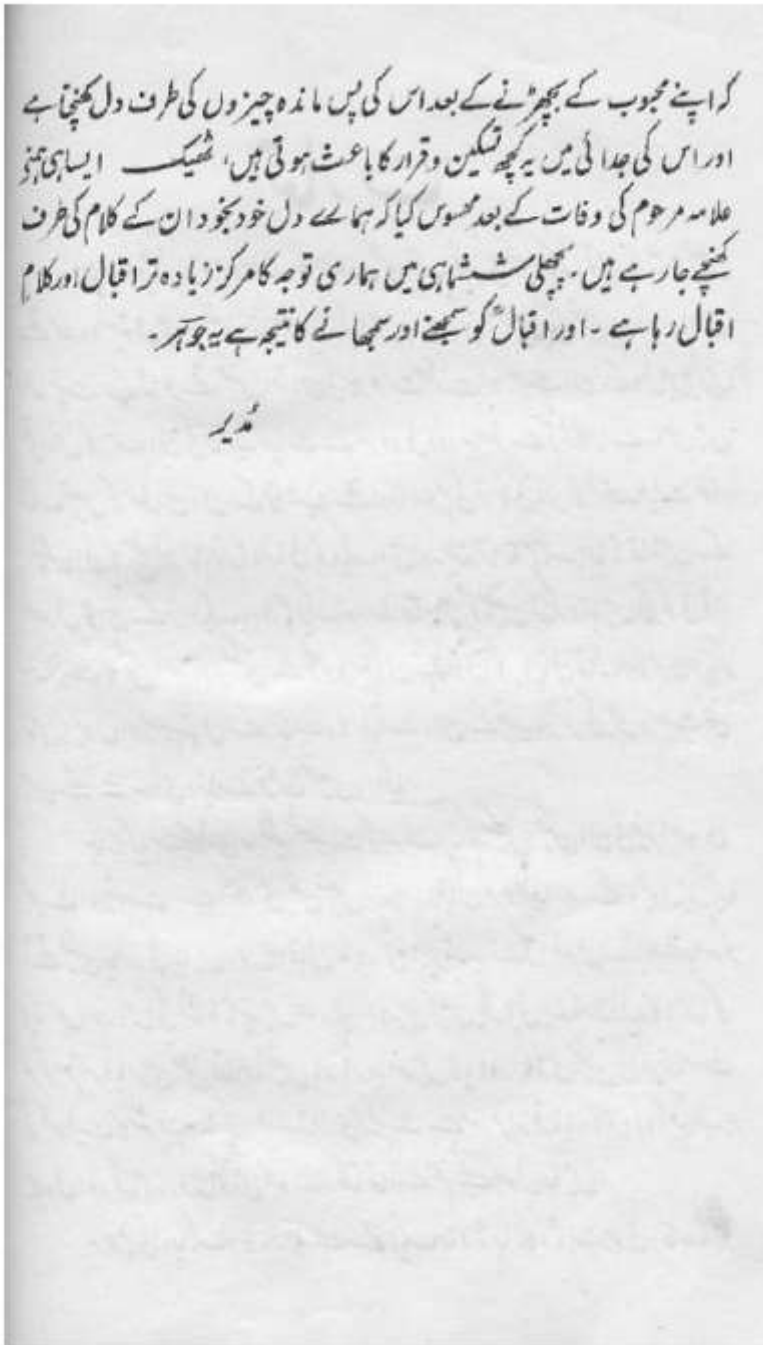 کہ اپنے محبوب کے بچھڑنے کے بعد اس کی پس ماندہ چیزوں کی طرف دل کھنچتا ہے
اور اس کی جدائی میں یہ کچھ تسکین و قرار کا باعث ہوتی ہیں، ٹھیک ایسا ہی ہمنے
علامہ مرحوم کی وفات کے بعد محسوس کیا کہ ہمارے دل خود بخود ان کے کلام کی طرف
کھنچے جا رہے ہیں۔ پچھلی ششماہی میں ہماری توجہ کا مرکز زیادہ تر اقبال اور کلام
اقبال رہا ہے۔ اور اقبالؒ کو سمجھنے اور سمجھانے کا نتیجہ ہے یہ جوہر۔
مُدیر